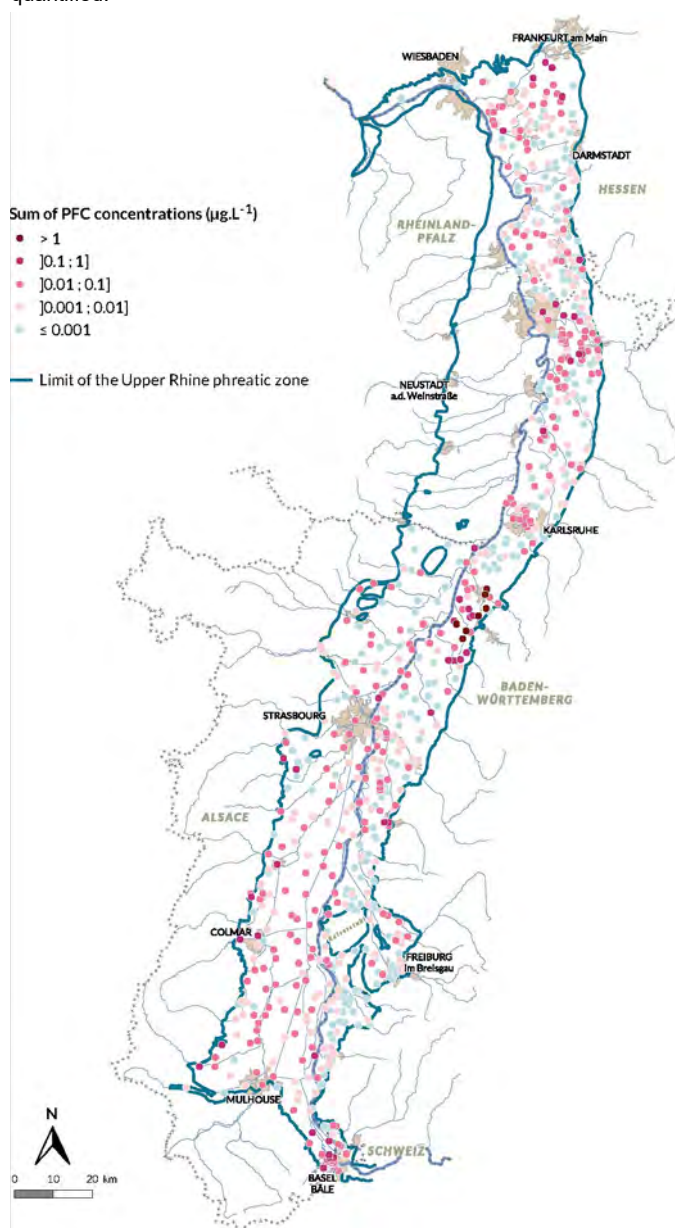 quantified.
FRANKFURT am Main
WIESBADEN
DARMSTADT
HESSEN
Sum of PFC concentrations (µg.L-1)
> 1
]0.1 ; 1]
]0.01 ; 0.1]
]0.001 ; 0.01]
≤ 0.001
Limit of the Upper Rhine phreatic zone
RHEINLAND-
PFALZ
NEUSTADT
a.d. Weinstraße
KARLSRUHE
BADEN-
WÜRTTEMBERG
STRASBOURG
ALSACE
COLMAR
Kaiserstuhl
FREIBURG
im Breisgau
MULHOUSE
N
SCHWEIZ
0 10 20 km
BASEL
BÂLE